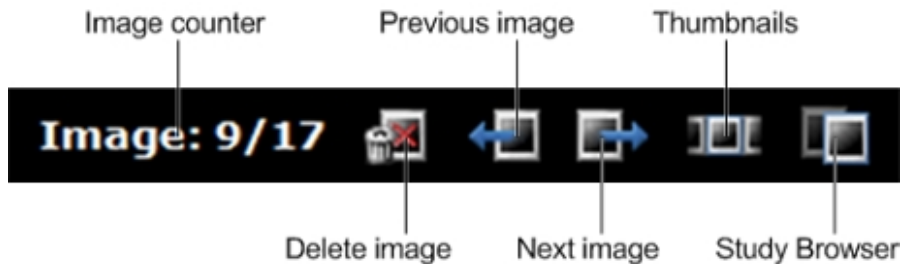 Image counter Previous image Thumbnails
Image: 9/17
Delete image Next image Study Browser